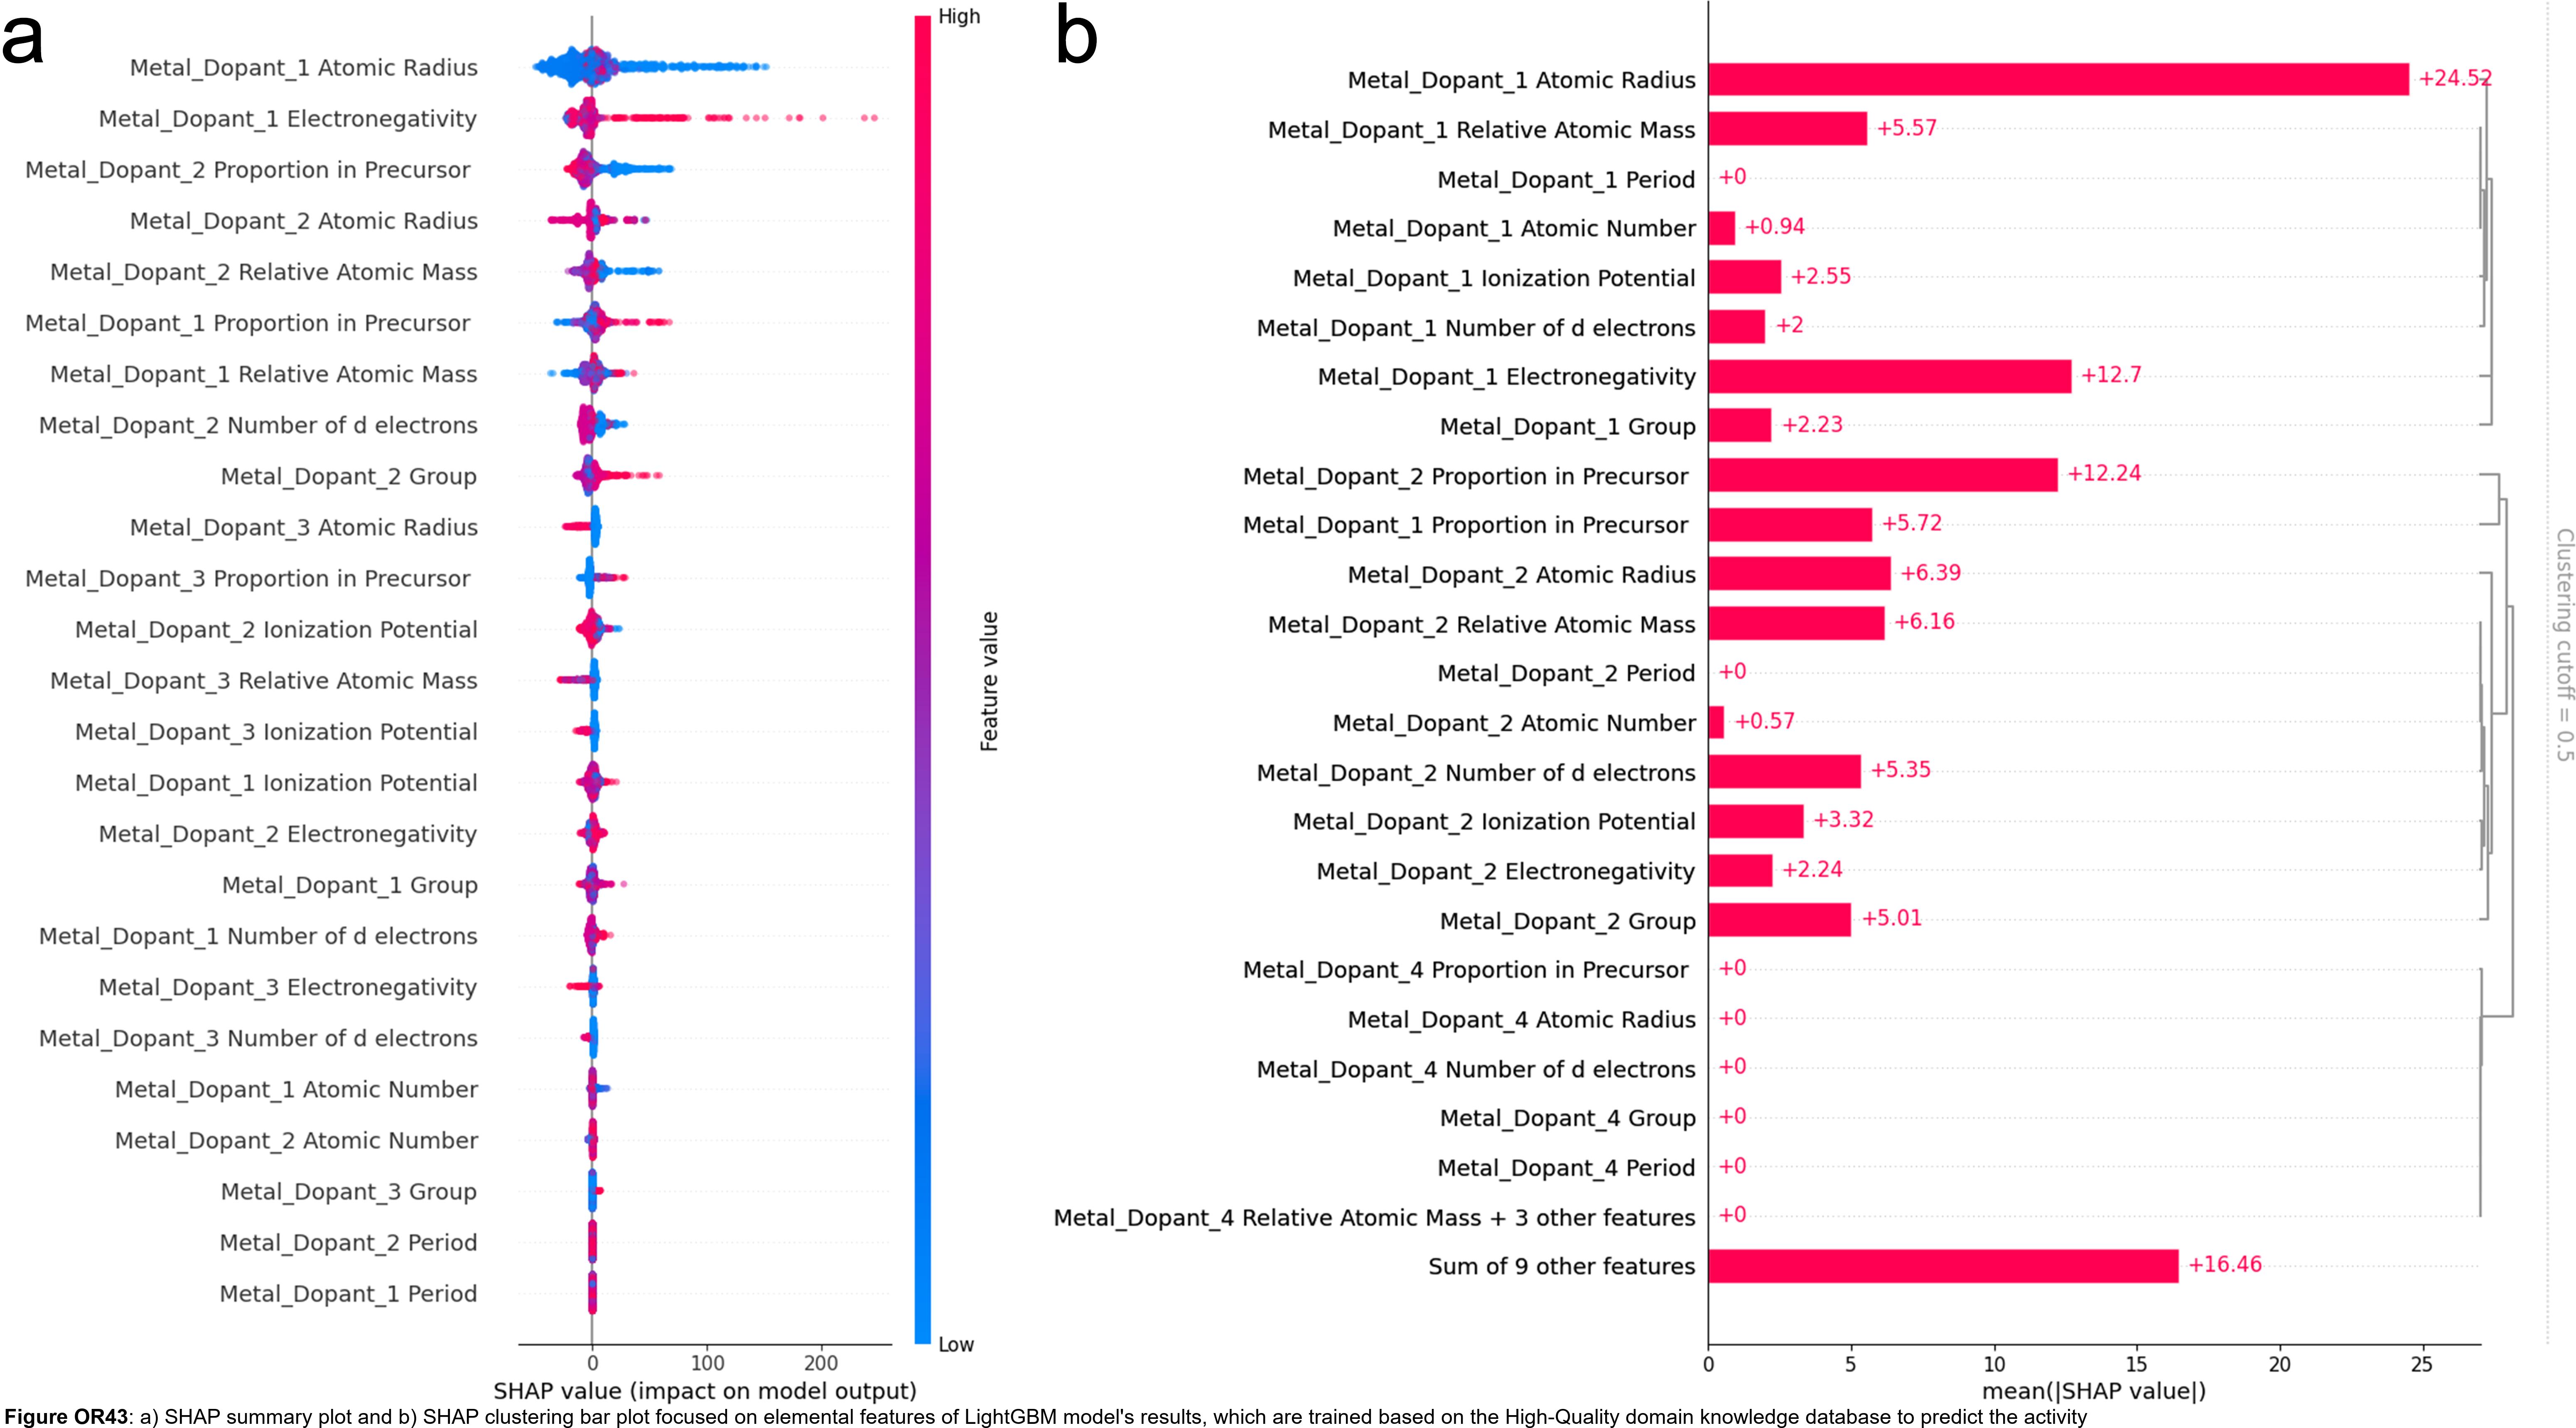 a
High
Metal_Dopant_1 Atomic Radius
Metal_Dopant_1 Electronegativity
Metal_Dopant_2 Proportion in Precursor
Metal_Dopant_2 Atomic Radius
Metal_Dopant_2 Relative Atomic Mass
Metal_Dopant_1 Proportion in Precursor
Metal_Dopant_1 Relative Atomic Mass
Metal_Dopant_2 Number of d electrons
Metal_Dopant_2 Group
Metal_Dopant_3 Atomic Radius
Metal_Dopant_3 Proportion in Precursor
Metal_Dopant_2 Ionization Potential
Metal_Dopant_3 Relative Atomic Mass
Metal_Dopant_3 Ionization Potential
Metal_Dopant_1 Ionization Potential
Metal_Dopant_2 Electronegativity
Metal_Dopant_1 Group
Metal_Dopant_1 Number of d electrons
Metal_Dopant_3 Electronegativity
Metal_Dopant_3 Number of d electrons
Metal_Dopant_1 Atomic Number
Metal_Dopant_2 Atomic Number
Metal_Dopant_3 Group
Metal_Dopant_2 Period
Metal_Dopant_1 Period
Feature value
Low
0 100 200
SHAP value (impact on model output)
b
Metal_Dopant_1 Atomic Radius +24.52
Metal_Dopant_1 Relative Atomic Mass +5.57
Metal_Dopant_1 Period +0
Metal_Dopant_1 Atomic Number +0.94
Metal_Dopant_1 Ionization Potential +2.55
Metal_Dopant_1 Number of d electrons +2
Metal_Dopant_1 Electronegativity +12.7
Metal_Dopant_1 Group +2.23
Metal_Dopant_2 Proportion in Precursor +12.24
Metal_Dopant_1 Proportion in Precursor +5.72
Metal_Dopant_2 Atomic Radius +6.39
Metal_Dopant_2 Relative Atomic Mass +6.16
Metal_Dopant_2 Period +0
Metal_Dopant_2 Atomic Number +0.57
Metal_Dopant_2 Number of d electrons +5.35
Metal_Dopant_2 Ionization Potential +3.32
Metal_Dopant_2 Electronegativity +2.24
Metal_Dopant_2 Group +5.01
Metal_Dopant_4 Proportion in Precursor +0
Metal_Dopant_4 Atomic Radius +0
Metal_Dopant_4 Number of d electrons +0
Metal_Dopant_4 Group +0
Metal_Dopant_4 Period +0
Metal_Dopant_4 Relative Atomic Mass + 3 other features +0
Sum of 9 other features +16.46
Clustering cutoff = 0.5
0 5 10 15 20 25
mean(|SHAP value|)
Figure OR43: a) SHAP summary plot and b) SHAP clustering bar plot focused on elemental features of LightGBM model's results, which are trained based on the High-Quality domain knowledge database to predict the activity